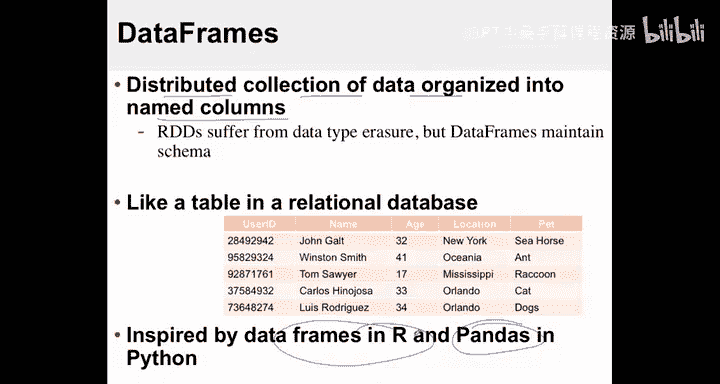 DataFrames
bilibili
• Distributed collection of data organized into
named columns
- RDDs suffer from data type erasure, but DataFrames maintain
schema
• Like a table in a relational database
UserID Name Age Location Pet
28492942 John Galt 32 New York Sea Horse
95829324 Winston Smith 41 Oceania Ant
92871761 Tom Sawyer 17 Mississippi Raccoon
37584932 Carlos Hinojosa 33 Orlando Cat
73648274 Luis Rodriguez 34 Orlando Dogs
• Inspired by data frames in R and Pandas in
Python